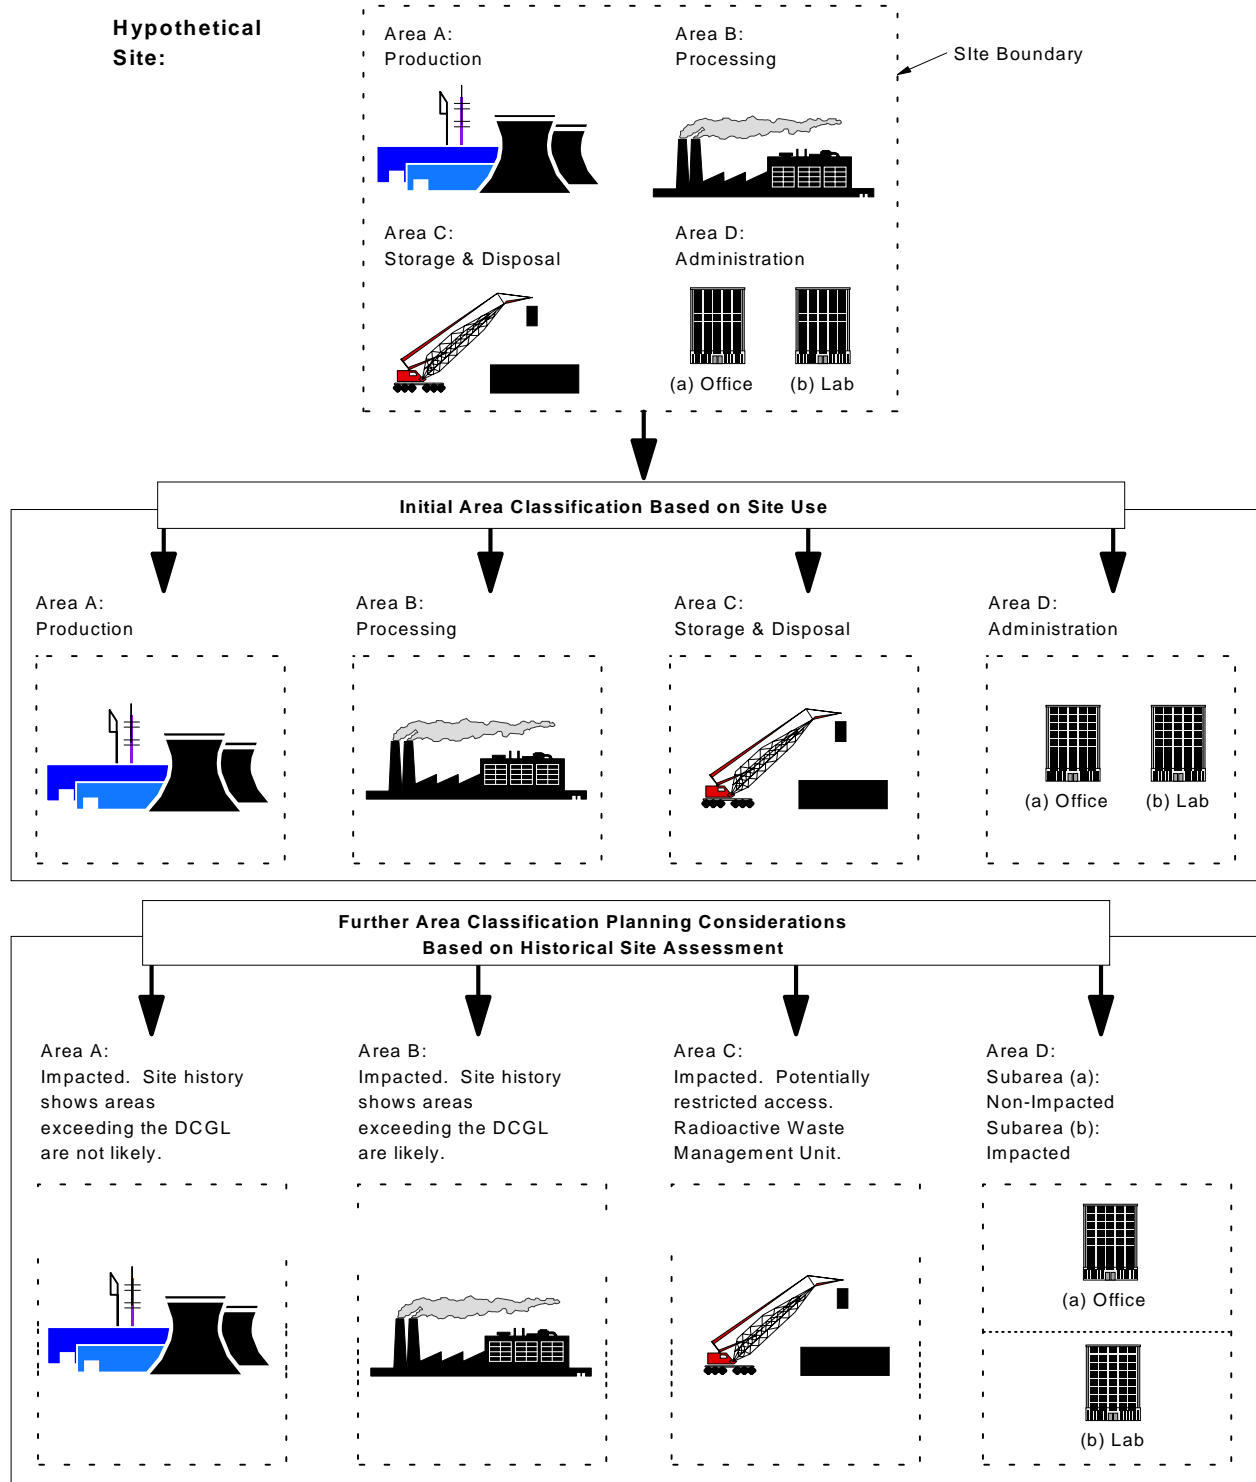 Hypothetical
Site:
Area A:
Production
Area B:
Processing
SIte Boundary
Area C:
Storage & Disposal
Area D:
Administration
(a) Office
(b) Lab
Initial Area Classification Based on Site Use
Area A:
Production
Area B:
Processing
Area C:
Storage & Disposal
Area D:
Administration
(a) Office
(b) Lab
Further Area Classification Planning Considerations
Based on Historical Site Assessment
Area A:
Impacted. Site history
shows areas
exceeding the DCGL
are not likely.
Area B:
Impacted. Site history
shows areas
exceeding the DCGL
are likely.
Area C:
Impacted. Potentially
restricted access.
Radioactive Waste
Management Unit.
Area D:
Subarea (a):
Non-Impacted
Subarea (b):
Impacted
(a) Office
(b) Lab